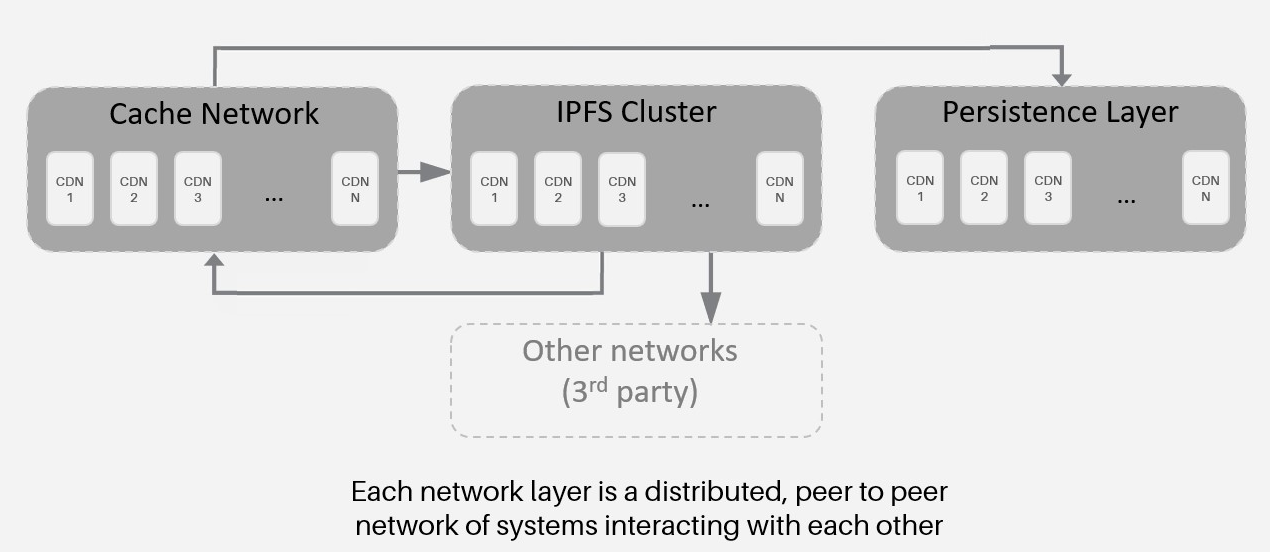 Cache Network
CDN
1
CDN
2
CDN
3
...
CDN
N
IPFS Cluster
CDN
1
CDN
2
CDN
3
...
CDN
N
Persistence Layer
CDN
1
CDN
2
CDN
3
...
CDN
N
Other networks
(3rd party)
Each network layer is a distributed, peer to peer
network of systems interacting with each other